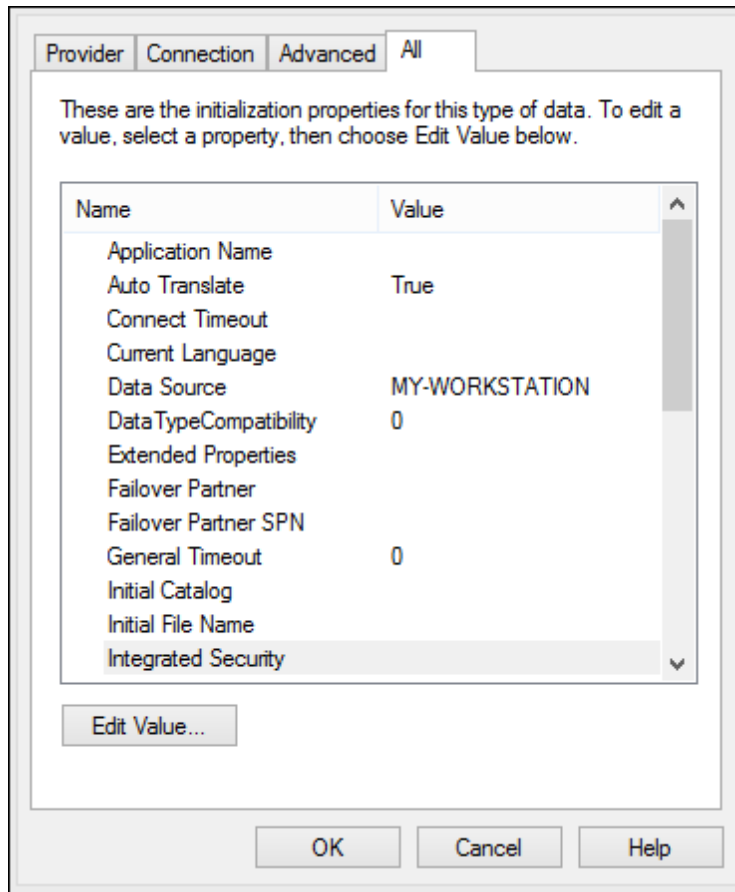 Provider Connection Advanced All
These are the initialization properties for this type of data. To edit a
value, select a property, then choose Edit Value below.
Name Value
Application Name
Auto Translate True
Connect Timeout
Current Language
Data Source MY-WORKSTATION
DataTypeCompatibility 0
Extended Properties
Failover Partner
Failover Partner SPN
General Timeout 0
Initial Catalog
Initial File Name
Integrated Security
Edit Value...
OK Cancel Help